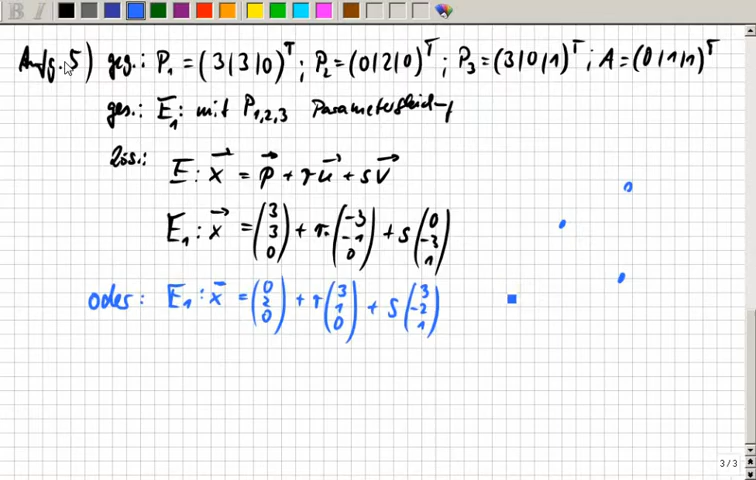 Aufg. 5) geg.: P₁ = (3|3|0)ᵀ ; P₂ = (0|2|0)ᵀ ; P₃ = (3|0|1)ᵀ ; A = (0|1|1)ᵀ
ges.: E₁ mit P₁,₂,₃ Parametergleich-g
Lös.: E: x⃗ = p⃗ + r u⃗ + s v⃗
E₁: x⃗ = (3 3 0) + r · (-3 -1 0) + s (0 -3 1)
oder: E₁: x⃗ = (0 2 0) + r (3 1 0) + s (3 -2 1)
3 / 3